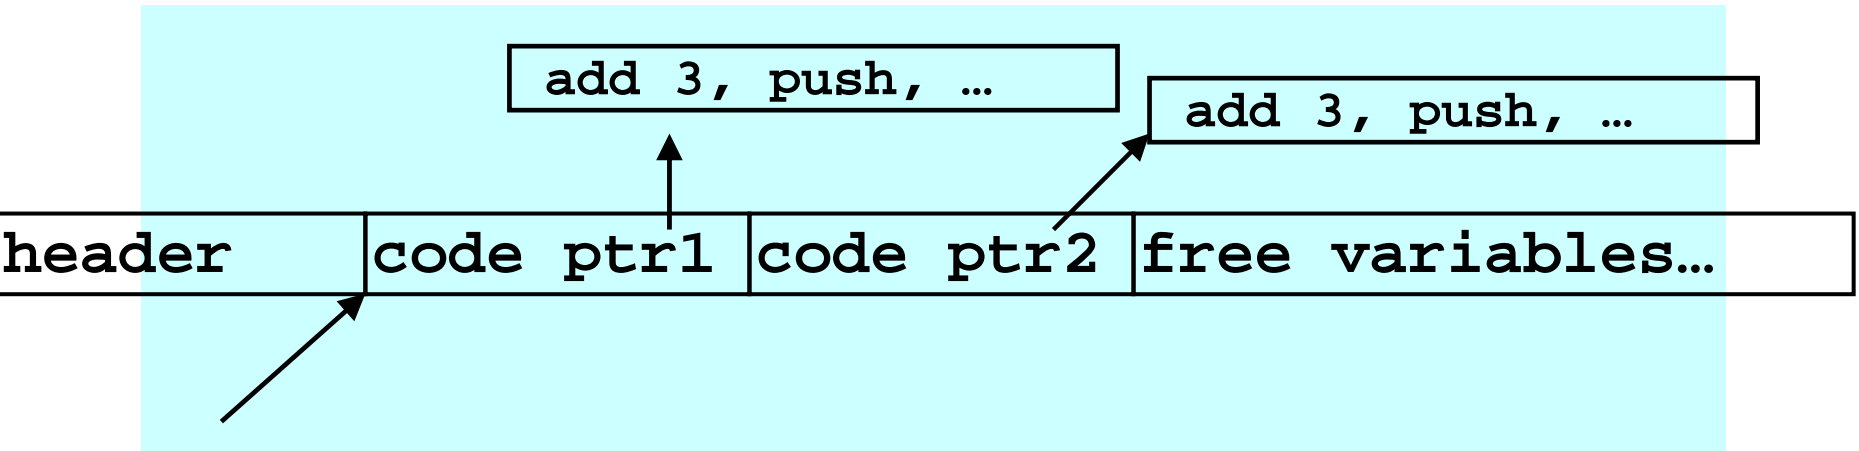 add 3, push, …
add 3, push, …
header code ptr1 code ptr2 free variables…